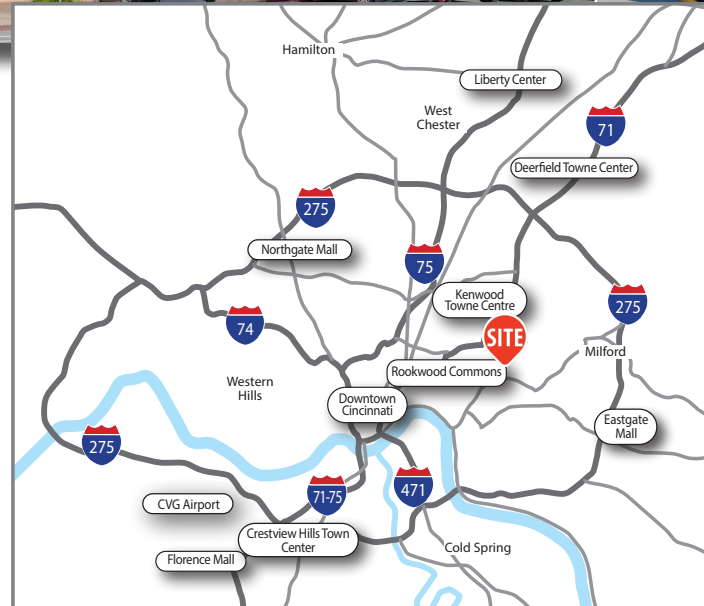 Hamilton
Liberty Center
West
Chester
71
Deerfield Towne Center
275
Northgate Mall
75
Kenwood
Towne Centre
275
SITE
74
Milford
Rookwood Commons
Western
Hills
Downtown
Cincinnati
Eastgate
Mall
275
71-75
471
CVG Airport
Crestview Hills Town
Center
Cold Spring
Florence Mall